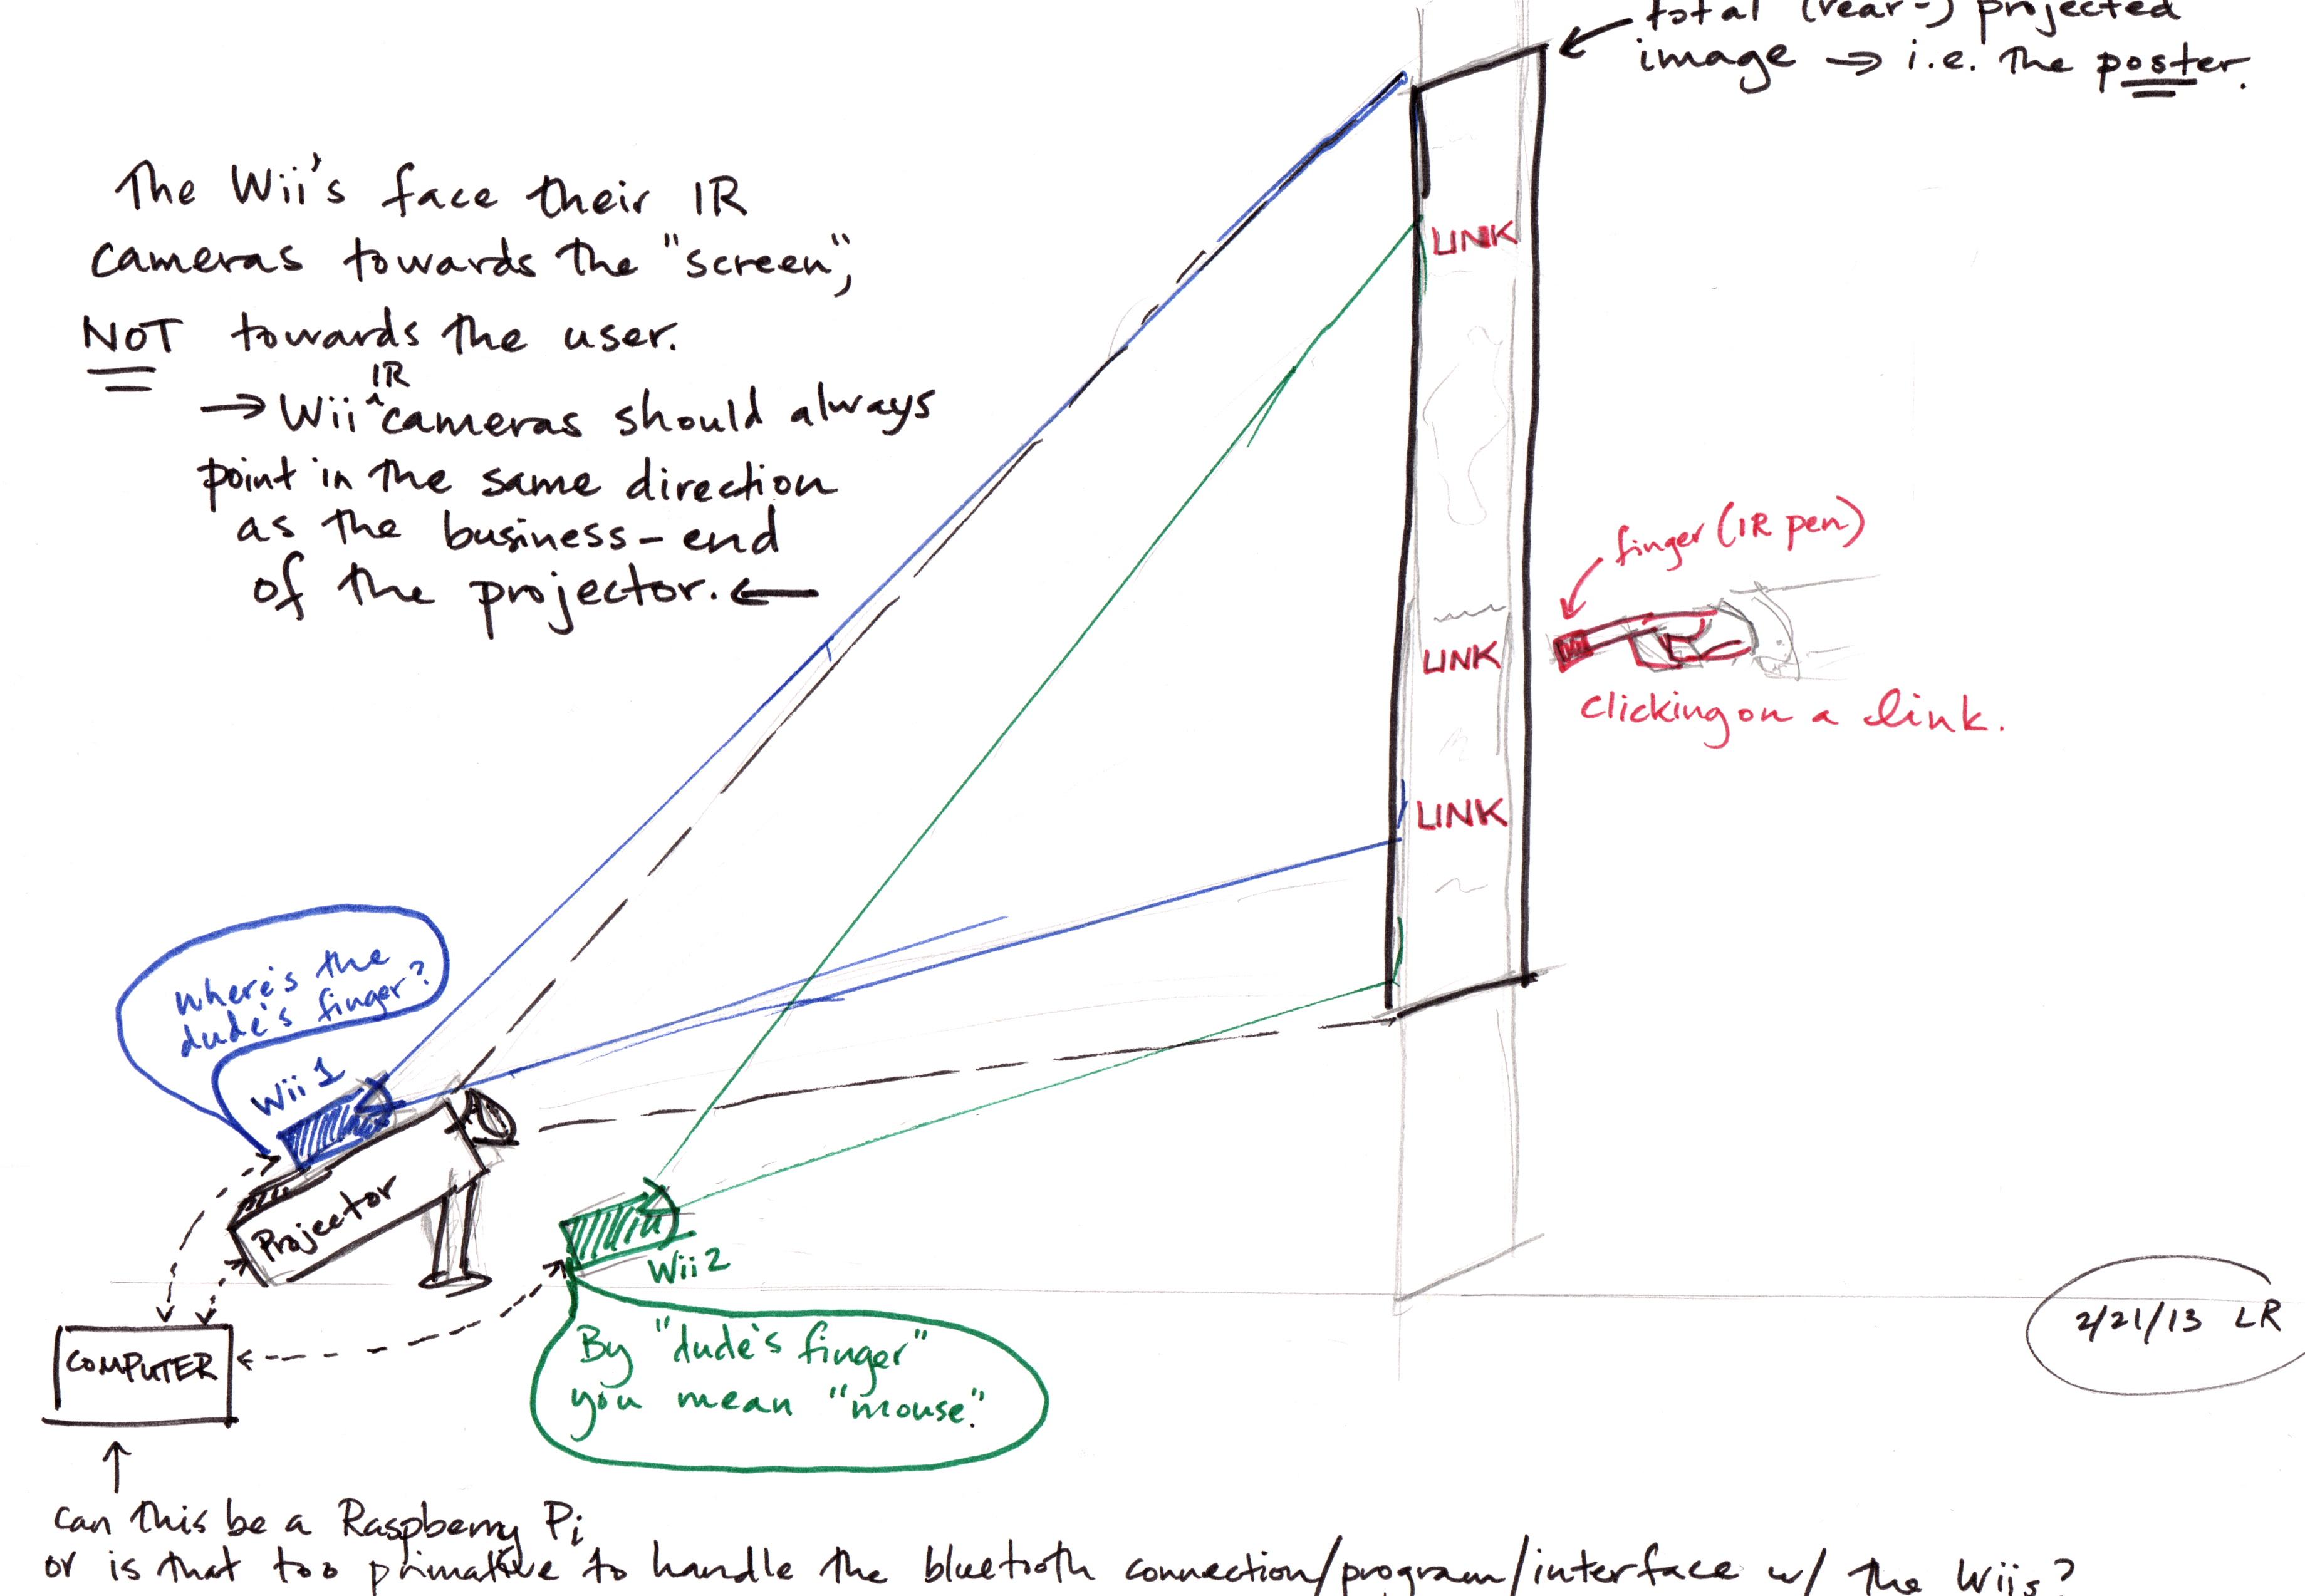 total (rear-) projected
image → i.e. the poster.
The Wii's face their IR
cameras towards the "screen",
NOT towards the user.
→ Wii ^IR cameras should always
point in the same direction
as the business-end
of the projector. ←
LINK
finger (IR pen)
LINK
clicking on a link.
LINK
Where's the
dude's finger?
Wii 1
Projector
Wii 2
COMPUTER
By "dude's finger"
you mean "mouse."
2/21/13 LR
Can this be a Raspberry Pi
or is that too primative to handle the bluetooth connection/program/interface w/ the Wiis?